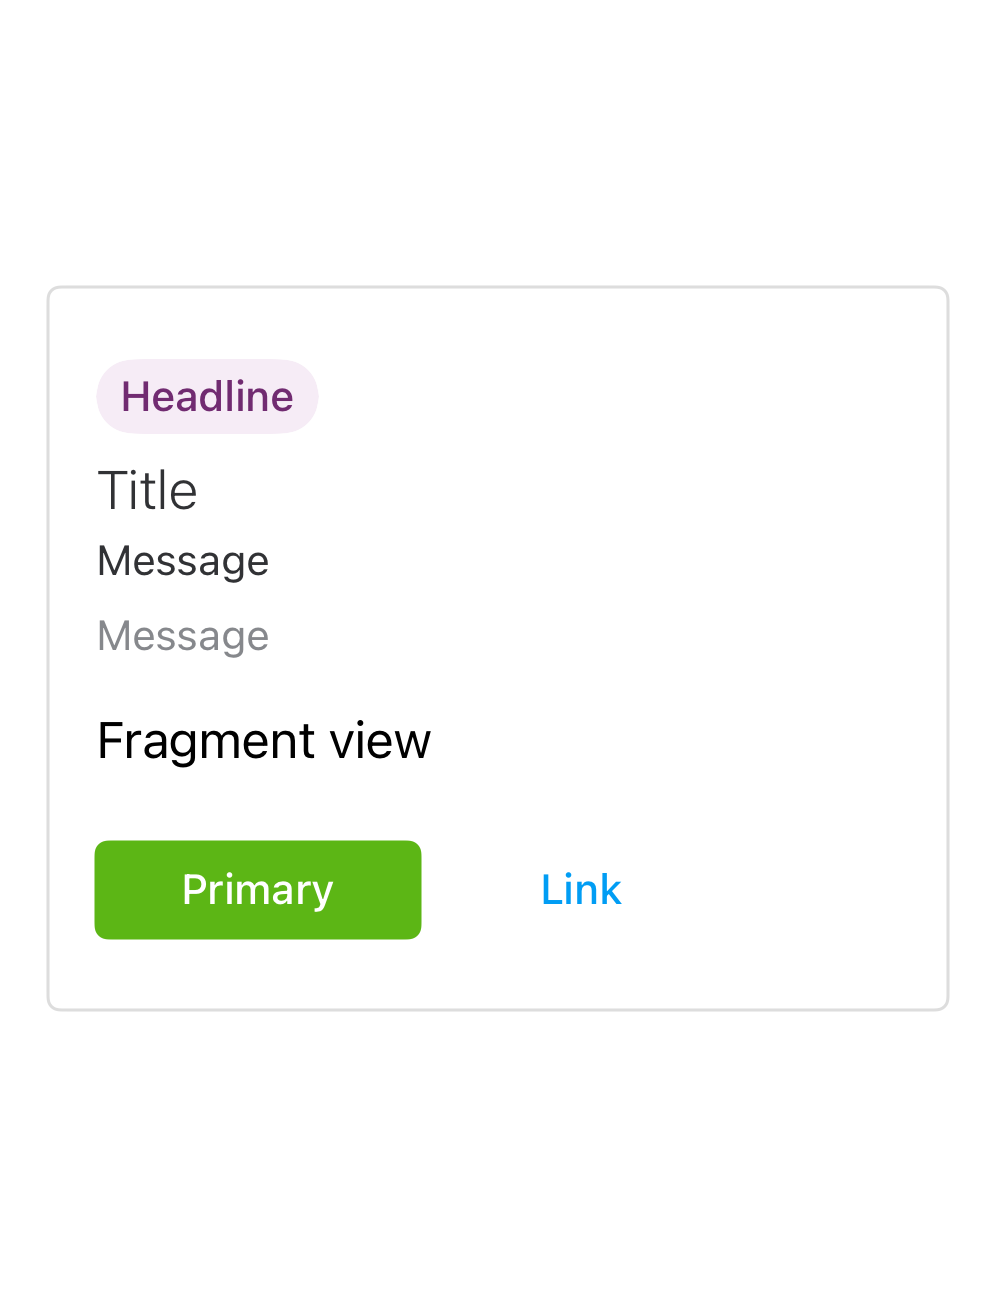 Headline
Title
Message
Message
Fragment view
Primary
Link